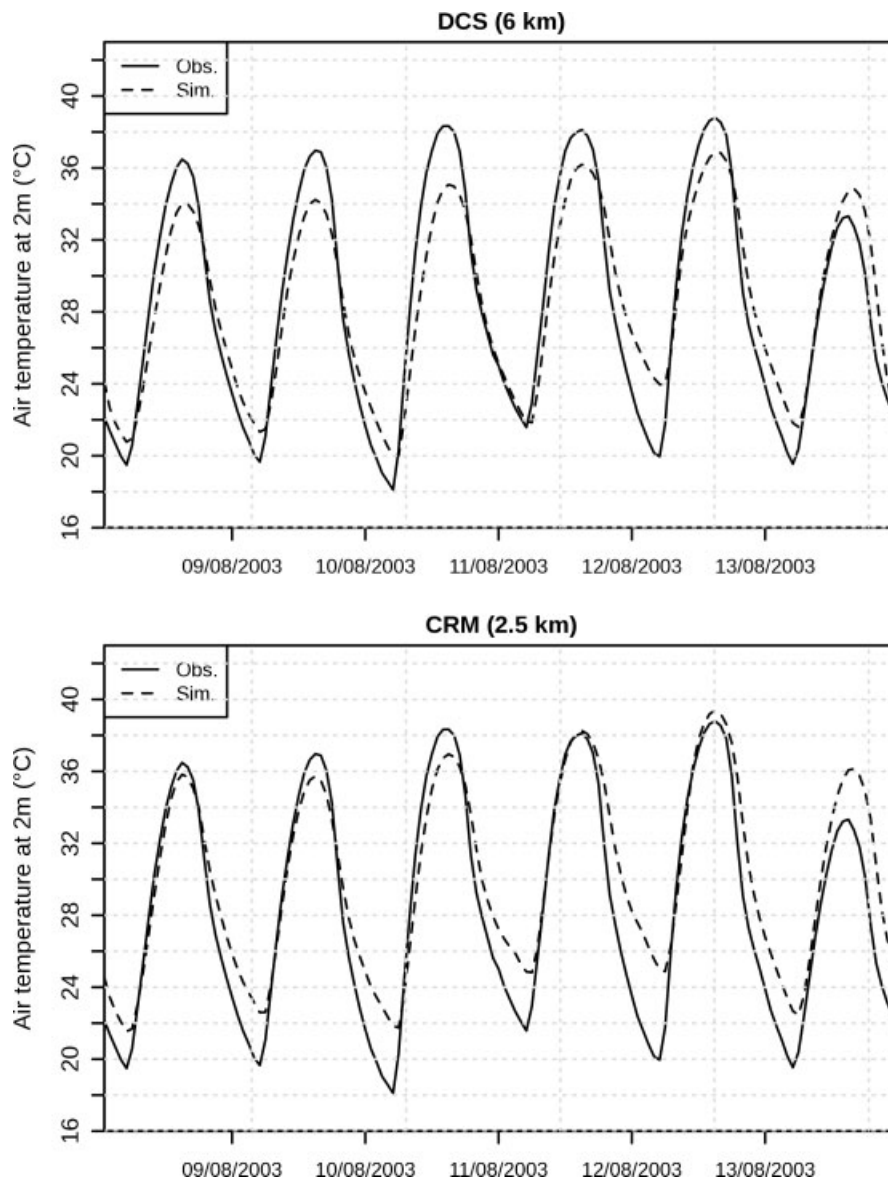 DCS (6 km)
Obs.
Sim.
Air temperature at 2m (°C)
40
36
32
28
24
20
16
09/08/2003 10/08/2003 11/08/2003 12/08/2003 13/08/2003
CRM (2.5 km)
Obs.
Sim.
Air temperature at 2m (°C)
40
36
32
28
24
20
16
09/08/2003 10/08/2003 11/08/2003 12/08/2003 13/08/2003